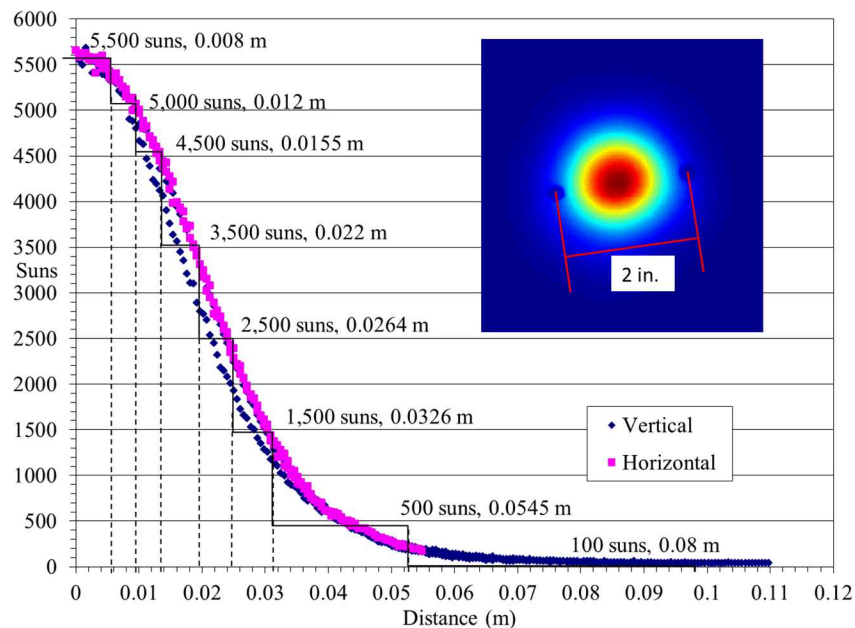 6000
5500
5000
4500
4000
3500
Suns
3000
2500
2000
1500
1000
500
0
5,500 suns, 0.008 m
5,000 suns, 0.012 m
4,500 suns, 0.0155 m
3,500 suns, 0.022 m
2,500 suns, 0.0264 m
1,500 suns, 0.0326 m
500 suns, 0.0545 m
100 suns, 0.08 m
2 in.
Vertical
Horizontal
0 0.01 0.02 0.03 0.04 0.05 0.06 0.07 0.08 0.09 0.1 0.11 0.12
Distance (m)